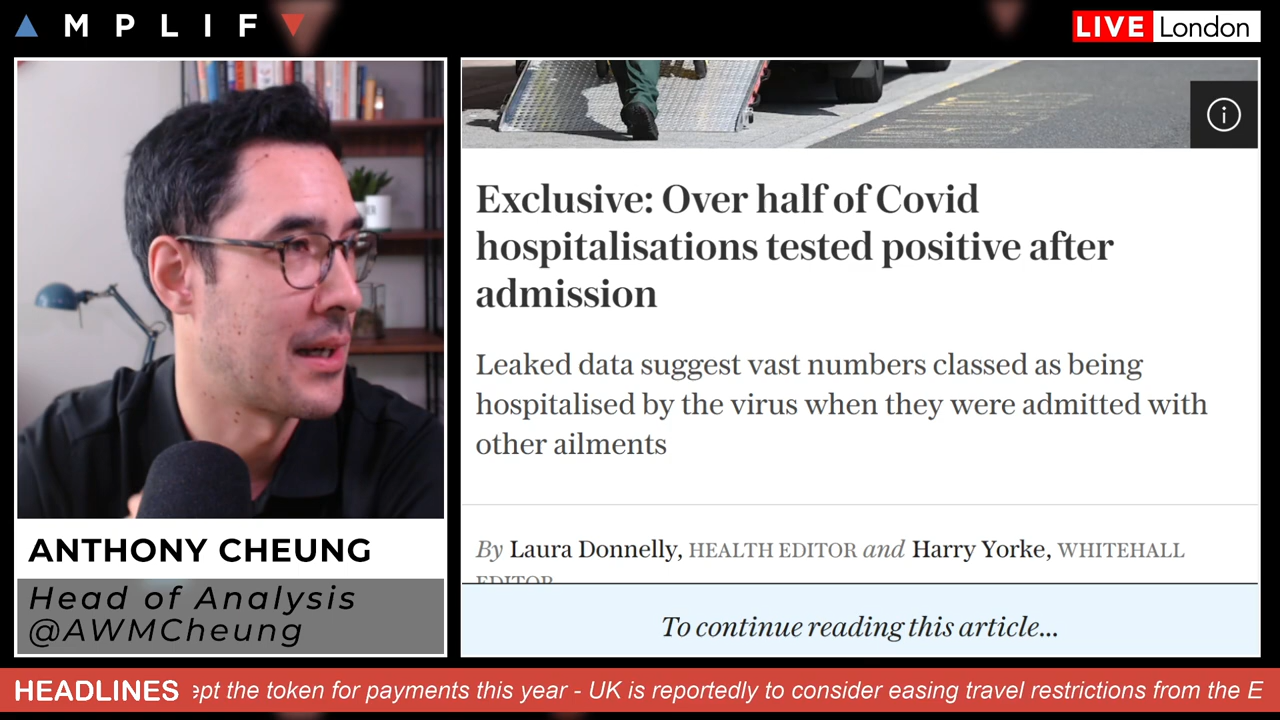 AMPLIFY
LIVE London
Exclusive: Over half of Covid
hospitalisations tested positive after
admission
Leaked data suggest vast numbers classed as being
hospitalised by the virus when they were admitted with
other ailments
By Laura Donnelly, HEALTH EDITOR and Harry Yorke, WHITEHALL
EDITOR
To continue reading this article...
ANTHONY CHEUNG
Head of Analysis
@AWMCheung
HEADLINES ept the token for payments this year - UK is reportedly to consider easing travel restrictions from the E